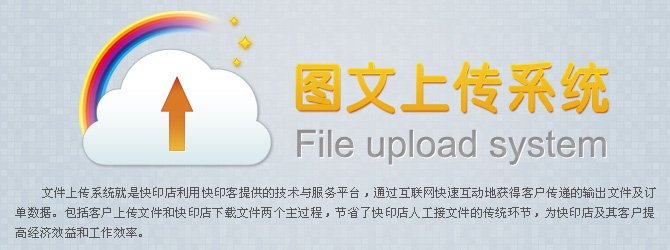 图文上传系统
File upload system
文件上传系统就是快印店利用快印客提供的技术与服务平台，通过互联网快速互动地获得客户传递的输出文件及订
单数据。包括客户上传文件和快印店下载文件两个主过程，节省了快印店人工接文件的传统环节，为快印店及其客户提
高经济效益和工作效率。